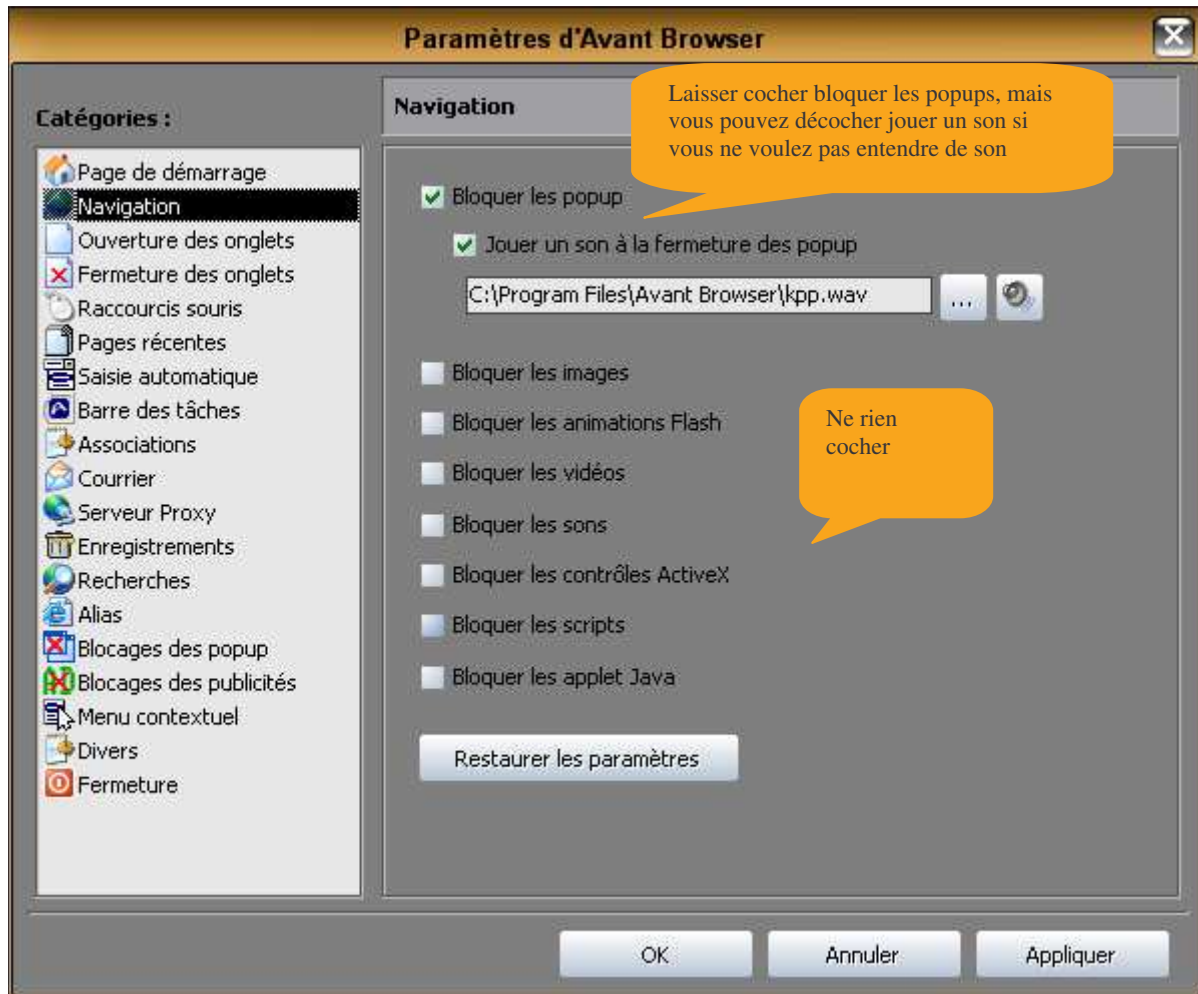 Paramètres d'Avant Browser
Catégories :
Page de démarrage
Navigation
Ouverture des onglets
Fermeture des onglets
Raccourcis souris
Pages récentes
Saisie automatique
Barre des tâches
Associations
Courrier
Serveur Proxy
Enregistrements
Recherches
Alias
Blocages des popup
Blocages des publicités
Menu contextuel
Divers
Fermeture
Navigation
Laisser cocher bloquer les popups, mais
vous pouvez décocher jouer un son si
vous ne voulez pas entendre de son
Bloquer les popup
Jouer un son à la fermeture des popup
C:\Program Files\Avant Browser\kpp.wav
...
Bloquer les images
Bloquer les animations Flash
Bloquer les vidéos
Bloquer les sons
Bloquer les contrôles ActiveX
Bloquer les scripts
Bloquer les applet Java
Ne rien
cocher
Restaurer les paramètres
OK
Annuler
Appliquer